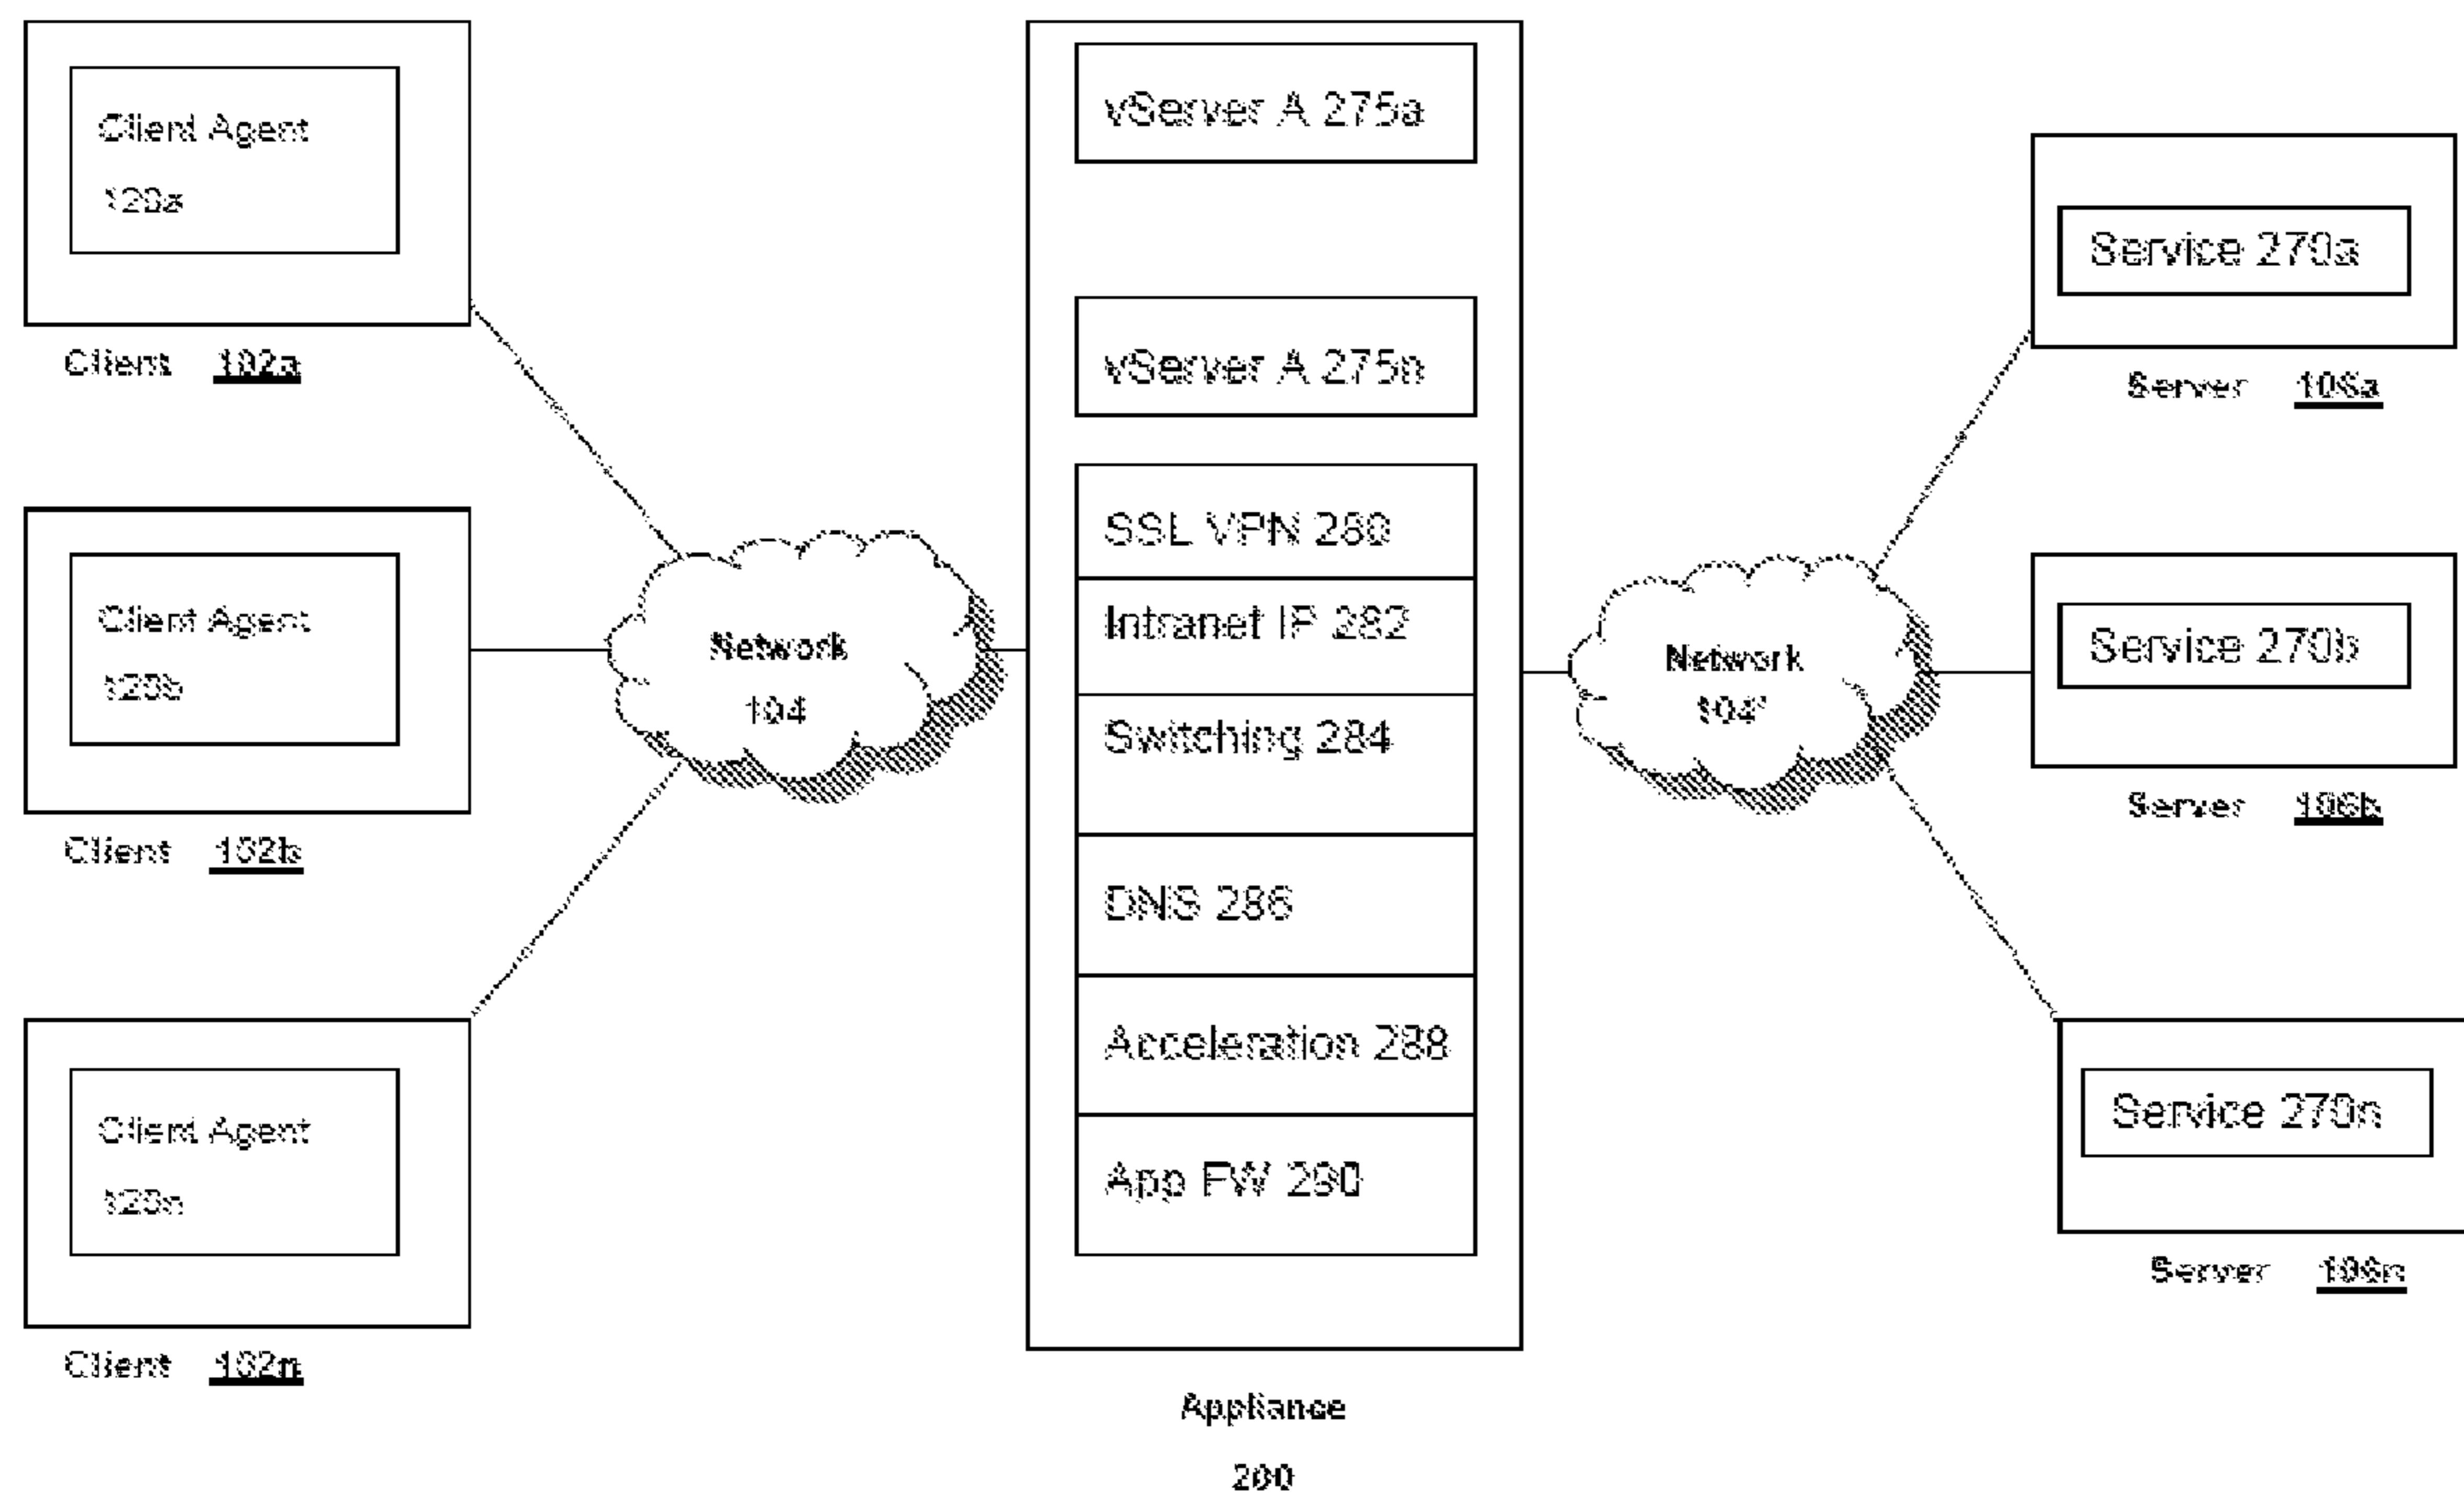 Client Agent
120a
Client 102a
Client Agent
120b
Client 102b
Client Agent
120n
Client 102n
Network
104
vServer A 275a
vServer A 275n
SSL VPN 280
Intranet IP 282
Switching 284
DNS 286
Acceleration 288
App FW 290
Appliance
200
Network
104'
Service 270a
Server 106a
Service 270b
Server 106b
Service 270n
Server 106n